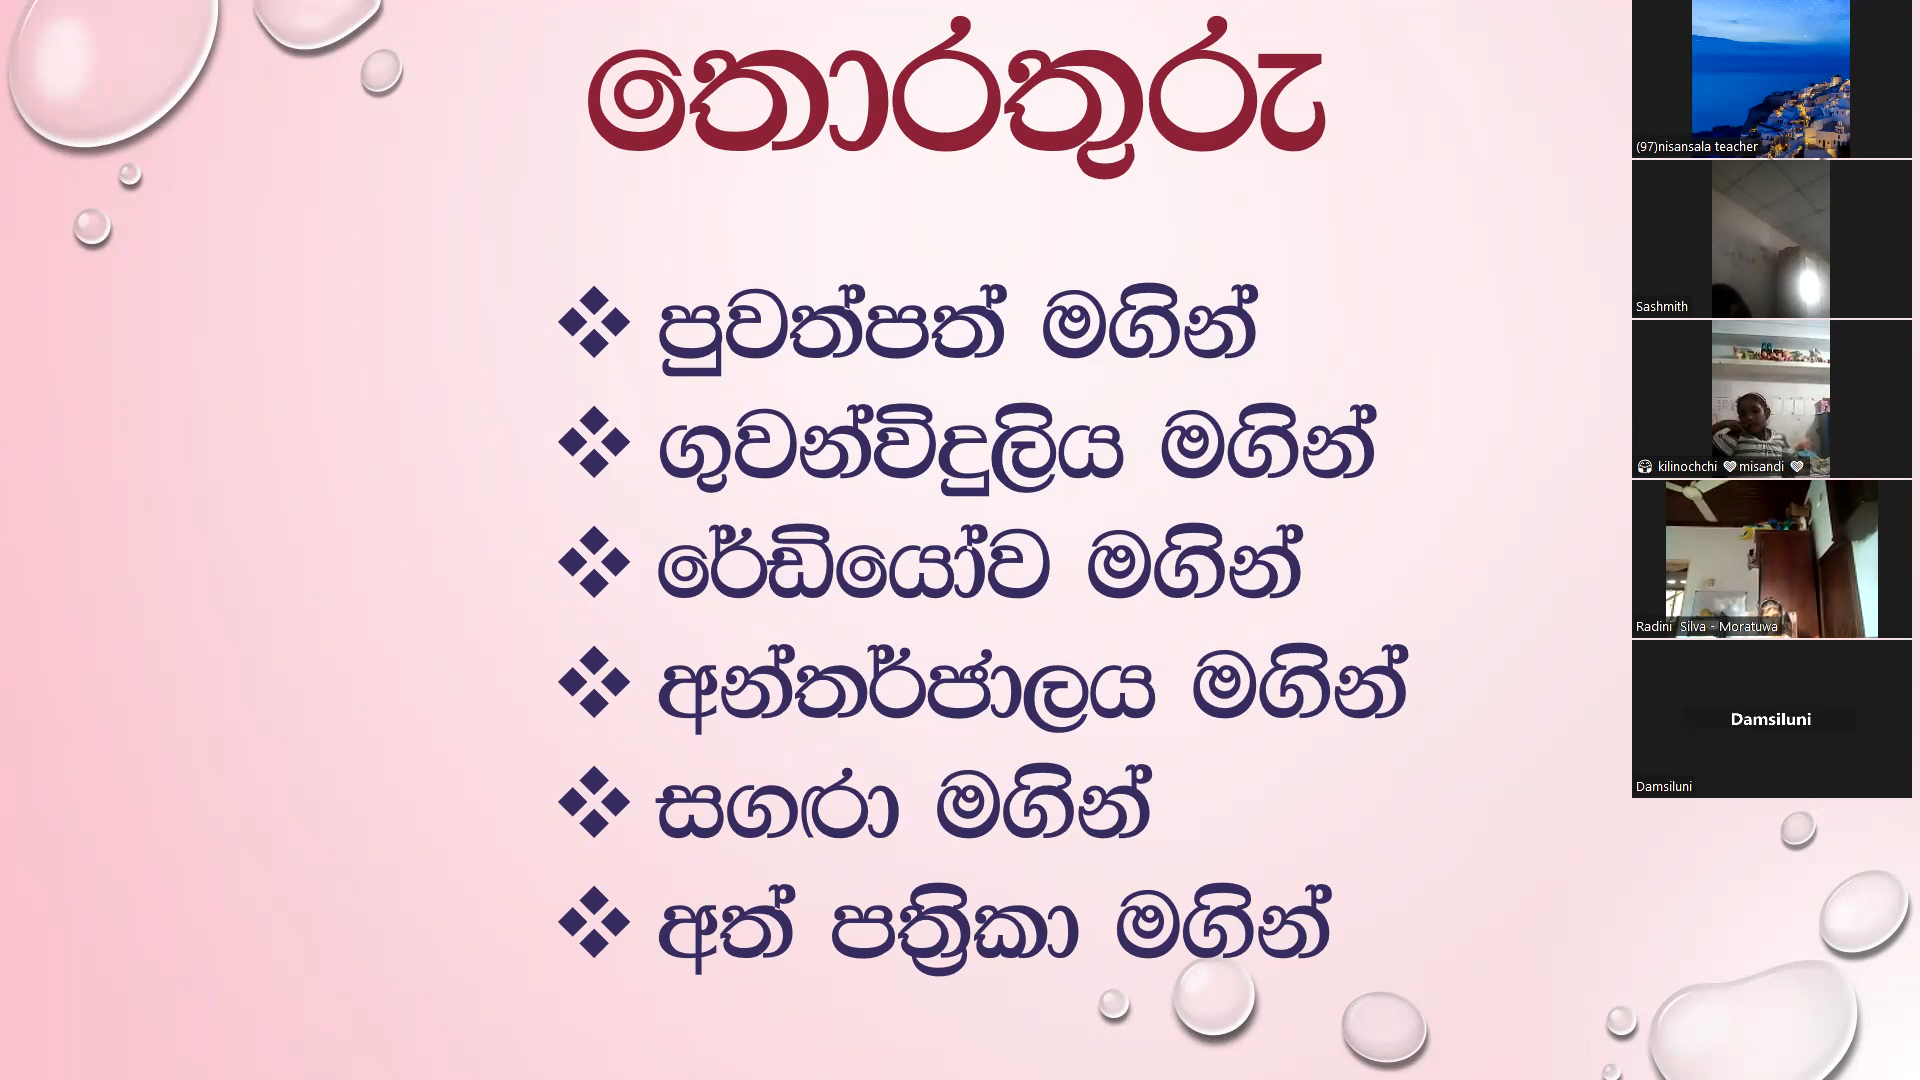 තොරතුරු
❖ පුවත්පත් මගින්
❖ ගුවන්විදුලිය මගින්
❖ රේඩියෝව මගින්
❖ අන්තර්ජාලය මගින්
❖ සඟරා මගින්
❖ අත් පත්‍රිකා මගින්
(97)nisansala teacher
Sashmith
kilinochchi 🤍misandi 🤍
Radini Silva - Moratuwa
Damsiluni
Damsiluni